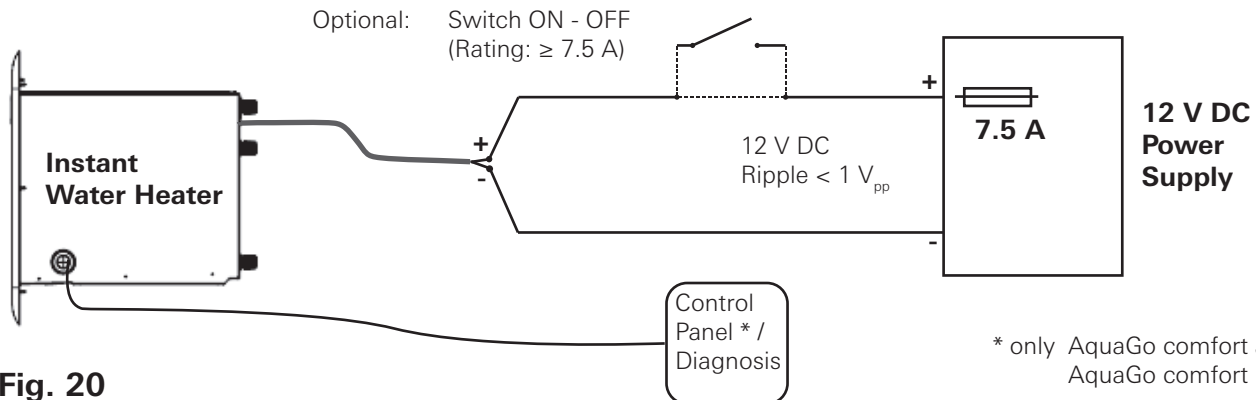 Optional: Switch ON - OFF
(Rating: ≥ 7.5 A)
+
7.5 A
12 V DC
Power
Supply
Instant
Water Heater
+
-
12 V DC
Ripple < 1 Vpp
-
Control
Panel * /
Diagnosis
* only AquaGo comfort
AquaGo comfort
Fig. 20